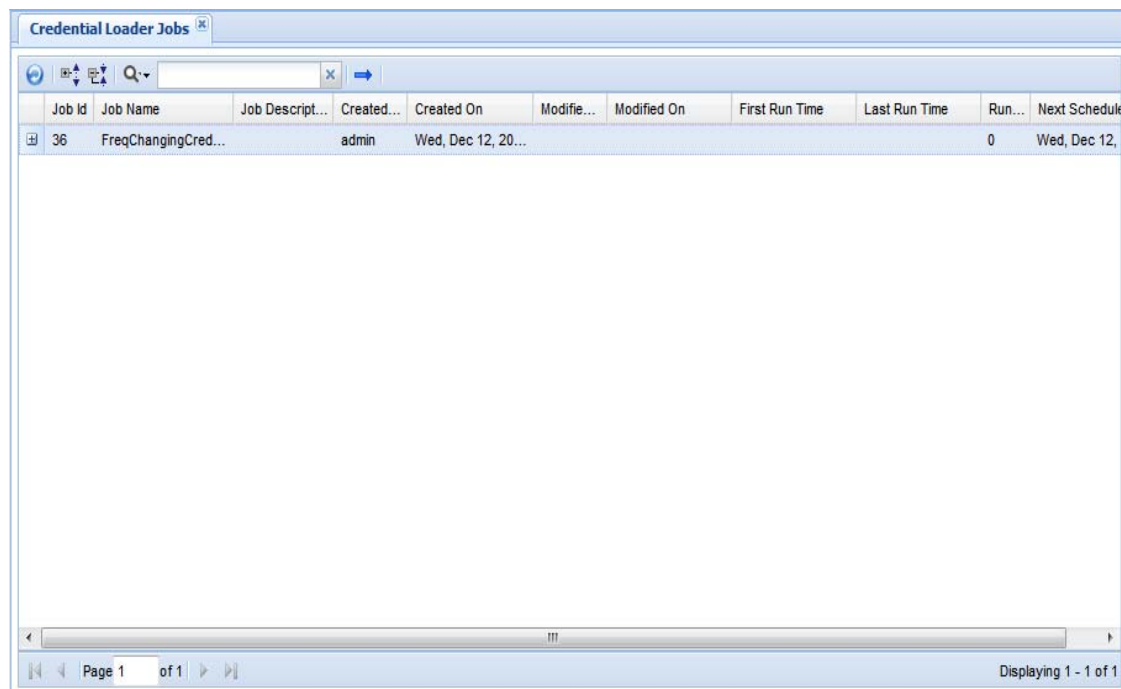 Credential Loader Jobs
Job Id Job Name Job Descript... Created... Created On Modifie... Modified On First Run Time Last Run Time Run... Next Schedule
36 FreqChangingCred... admin Wed, Dec 12, 20... 0 Wed, Dec 12,
Page 1 of 1 Displaying 1 - 1 of 1